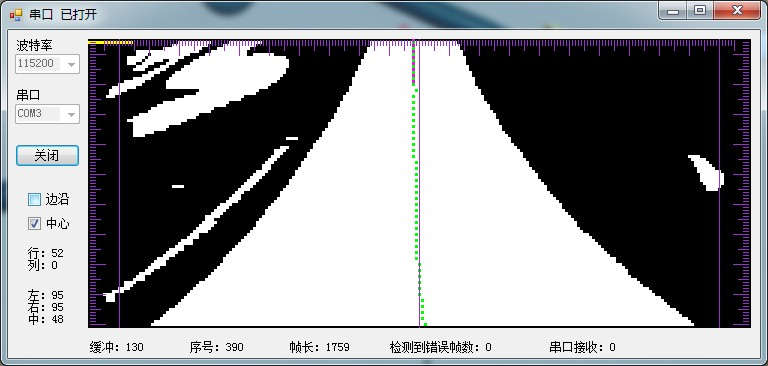 串口 已打开
波特率
115200
串口
COM3
关闭
边沿
中心
行: 52
列: 0
左: 95
右: 95
中: 48
缓冲: 130 序号: 390 帧长: 1759 检测到错误帧数: 0 串口接收: 0